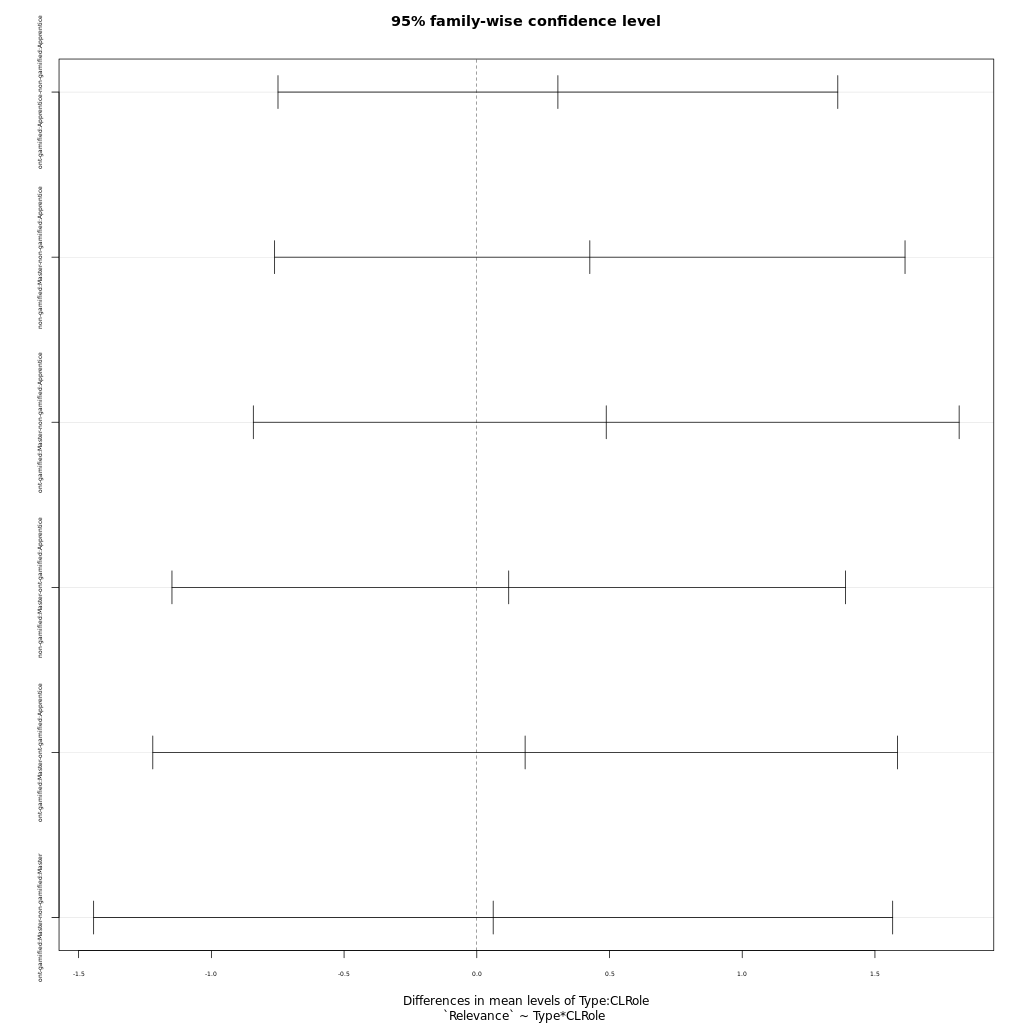 95% family-wise confidence level
ont-gamified:Apprentice-non-gamified:Apprentice
non-gamified:Master-non-gamified:Apprentice
ont-gamified:Master-non-gamified:Apprentice
non-gamified:Master-ont-gamified:Apprentice
ont-gamified:Master-ont-gamified:Apprentice
ont-gamified:Master-non-gamified:Master
-1.5 -1.0 -0.5 0.0 0.5 1.0 1.5
Differences in mean levels of Type:CLRole
`Relevance` ~ Type*CLRole